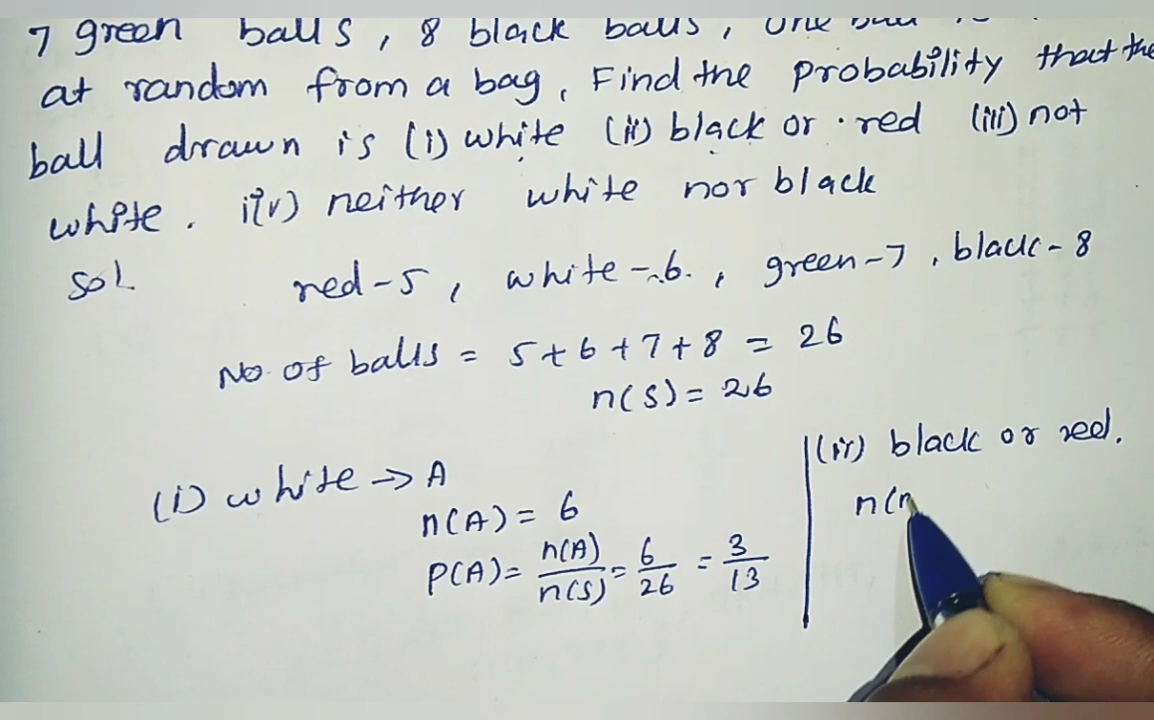 7 green balls, 8 black balls, one
at random from a bag, Find the probability that the
ball drawn is (i) white (ii) black or red (iii) not
white. iv) neither white nor black
sol red-5, white-6, green-7, black-8
No of balls = 5+6+7+8 = 26
n(S) = 26
(i) white → A
n(A) = 6
P(A) = n(A)/n(S) = 6/26 = 3/13
(ii) black or red.
n(